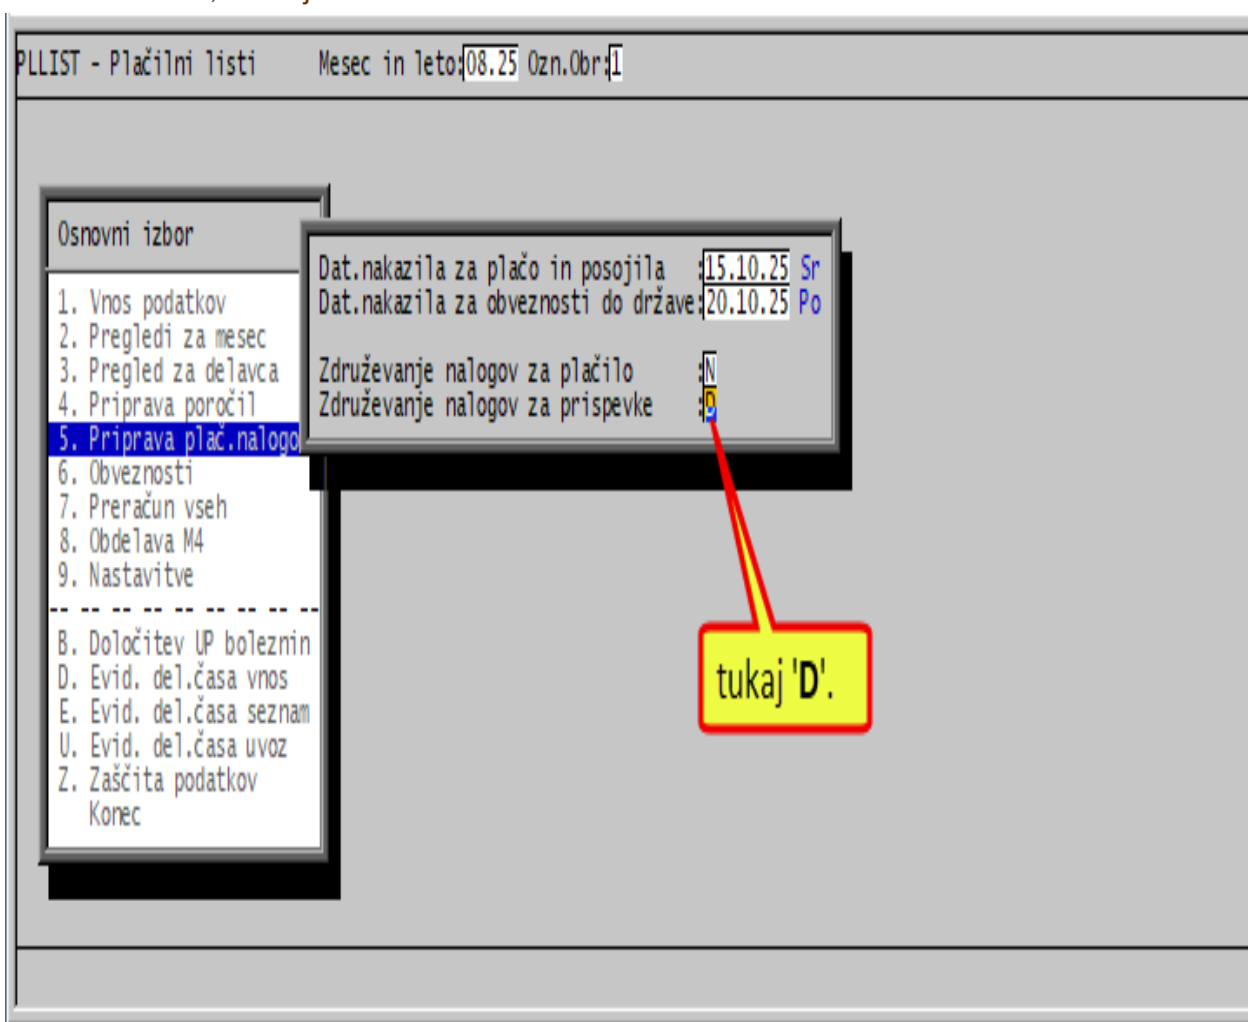 PLLIST - Plačilni listi Mesec in leto:08.25 Ozn.Obr:1
Osnovni izbor
1. Vnos podatkov
2. Pregledi za mesec
3. Pregled za delavca
4. Priprava poročil
5. Priprava plač.nalogo
6. Obveznosti
7. Preračun vseh
8. Obdelava M4
9. Nastavitve
-- -- -- -- -- -- -- -- --
B. Določitev UP boleznin
D. Evid. del.časa vnos
E. Evid. del.časa seznam
U. Evid. del.časa uvoz
Z. Zaščita podatkov
Konec
Dat.nakazila za plačo in posojila :15.10.25 Sr
Dat.nakazila za obveznosti do države:20.10.25 Po
Združevanje nalogov za plačilo :N
Združevanje nalogov za prispevke :D
tukaj 'D'.